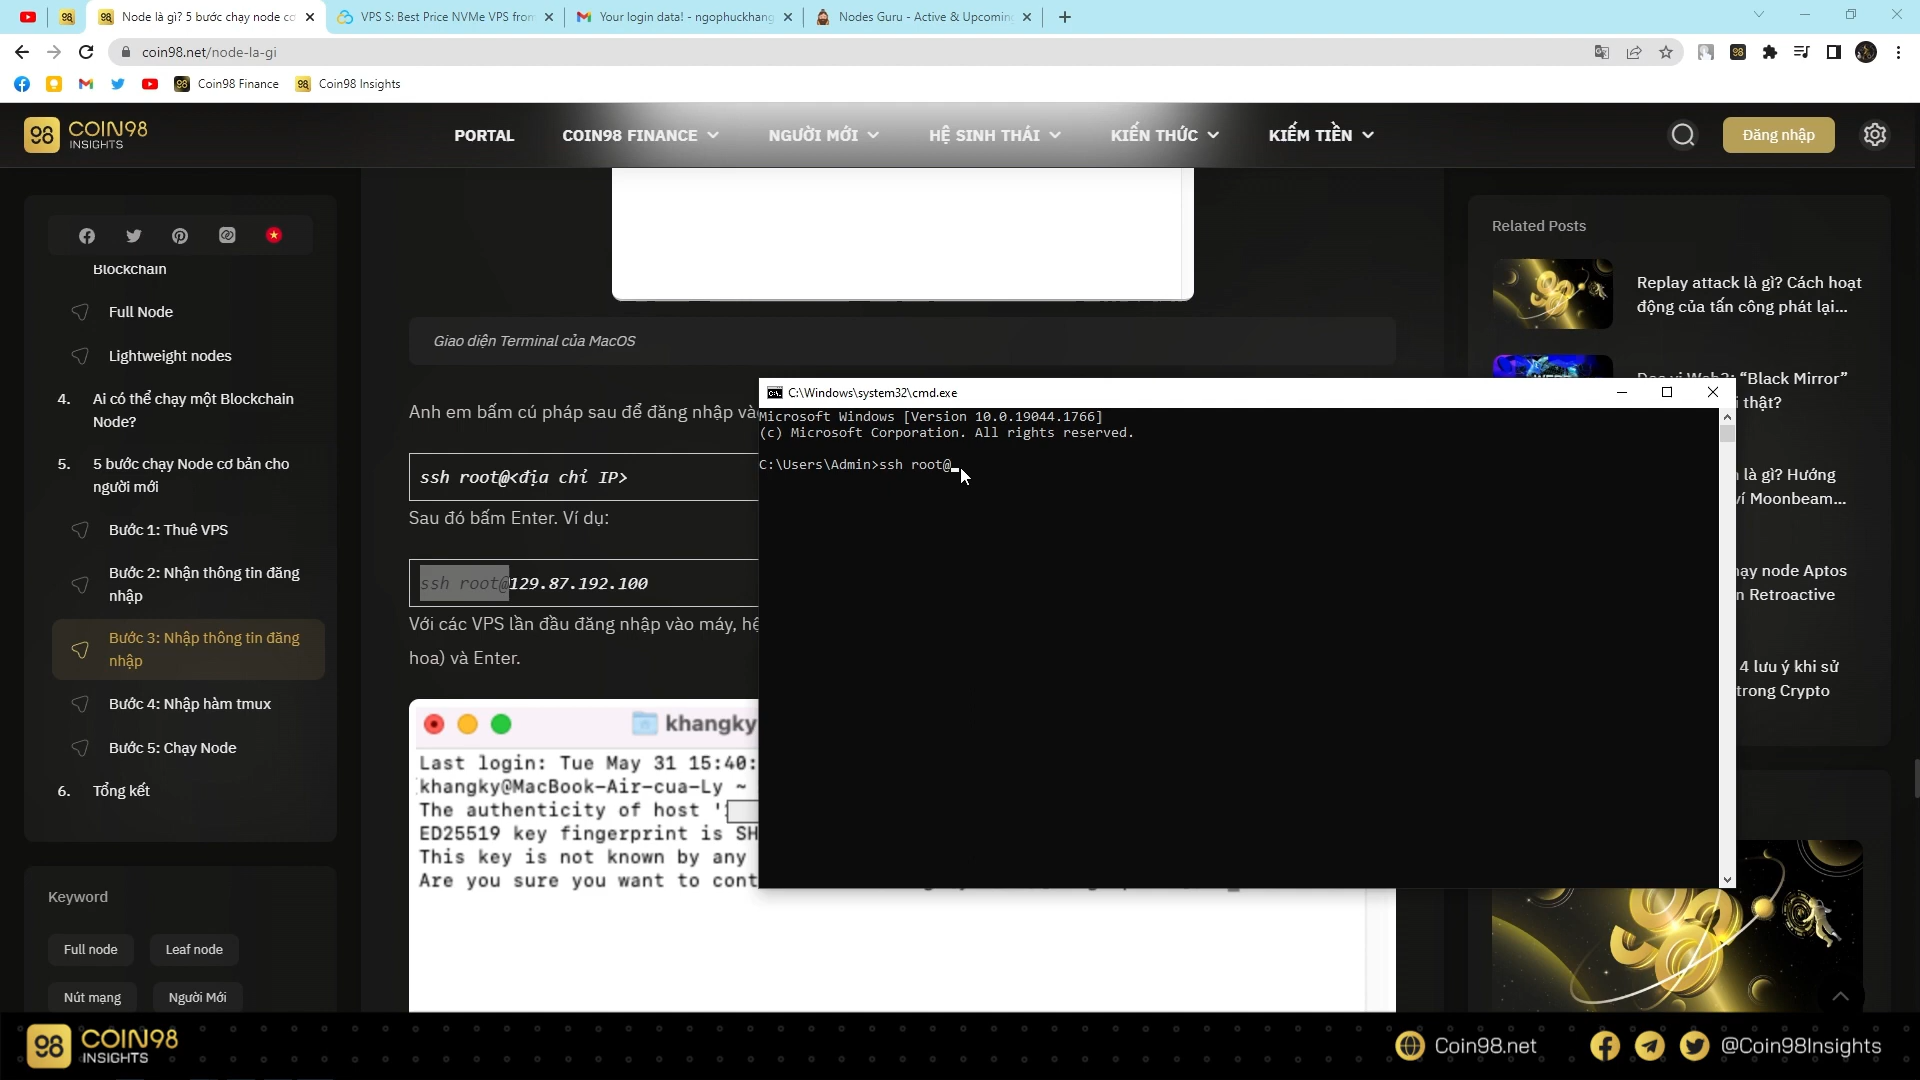 Node là gì? 5 bước chạy node cơ
VPS S: Best Price NVMe VPS from
Your login data! - ngophuckhang
Nodes Guru - Active & Upcoming
coin98.net/node-la-gi
Coin98 Finance
Coin98 Insights
98 COIN98 INSIGHTS
PORTAL
COIN98 FINANCE
NGƯỜI MỚI
HỆ SINH THÁI
KIẾN THỨC
KIẾM TIỀN
Đăng nhập
Blockchain
Full Node
Lightweight nodes
4. Ai có thể chạy một Blockchain
Node?
5. 5 bước chạy Node cơ bản cho
người mới
Bước 1: Thuê VPS
Bước 2: Nhận thông tin đăng
nhập
Bước 3: Nhập thông tin đăng
nhập
Bước 4: Nhập hàm tmux
Bước 5: Chạy Node
6. Tổng kết
Keyword
Full node
Leaf node
Nút mạng
Người Mới
Giao diện Terminal của MacOS
Anh em bấm cú pháp sau để đăng nhập và
ssh root@<địa chỉ IP>
Sau đó bấm Enter. Ví dụ:
ssh root@129.87.192.100
Với các VPS lần đầu đăng nhập vào máy, hệ
hoa) và Enter.
khangky
Last login: Tue May 31 15:40:
khangky@MacBook-Air-cua-Ly ~
The authenticity of host '
ED25519 key fingerprint is SH
This key is not known by any
Are you sure you want to cont
C:\Windows\system32\cmd.exe
Microsoft Windows [Version 10.0.19044.1766]
(c) Microsoft Corporation. All rights reserved.
C:\Users\Admin>ssh root@
Related Posts
Replay attack là gì? Cách hoạt
động của tấn công phát lại...
“Black Mirror”
thật?
là gì? Hướng
ví Moonbeam...
hạy node Aptos
n Retroactive
4 lưu ý khi sử
trong Crypto
98 COIN98 INSIGHTS
Coin98.net
@Coin98Insights